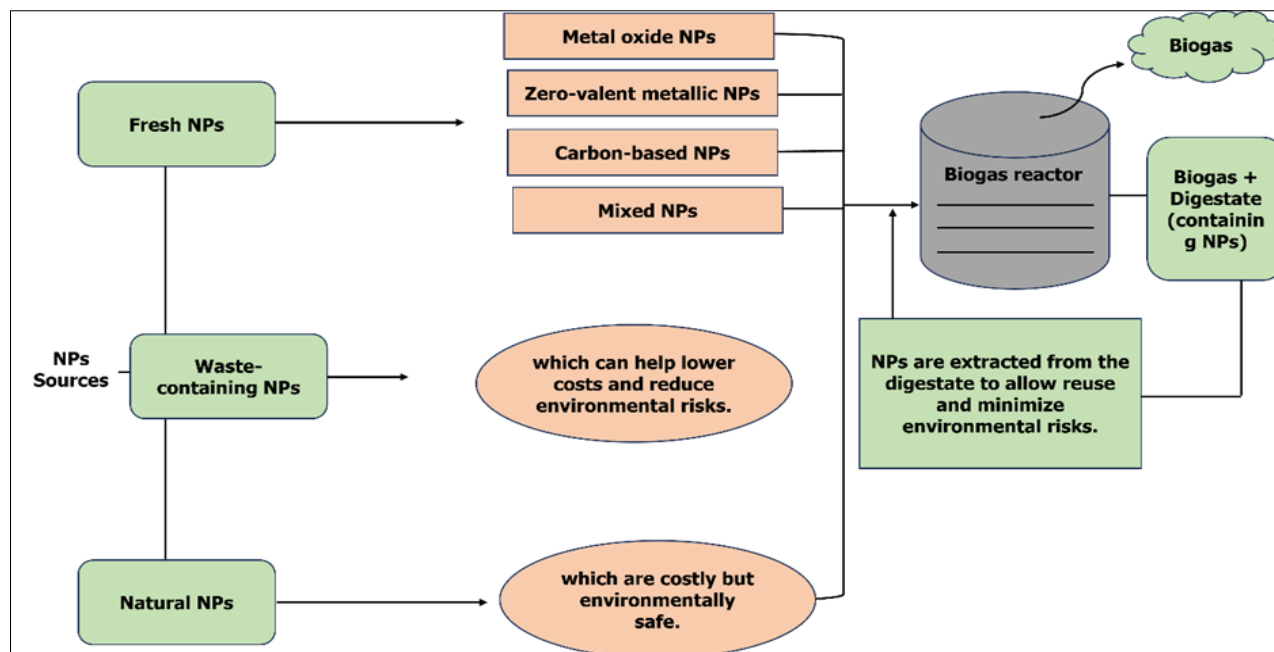 Metal oxide NPs
Zero-valent metallic NPs
Carbon-based NPs
Mixed NPs
Fresh NPs
Biogas
Biogas reactor
Biogas +
Digestate
(containin
g NPs)
NPs
Sources
Waste-
containing NPs
which can help lower
costs and reduce
environmental risks.
NPs are extracted from the
digestate to allow reuse
and minimize
environmental risks.
Natural NPs
which are costly but
environmentally
safe.